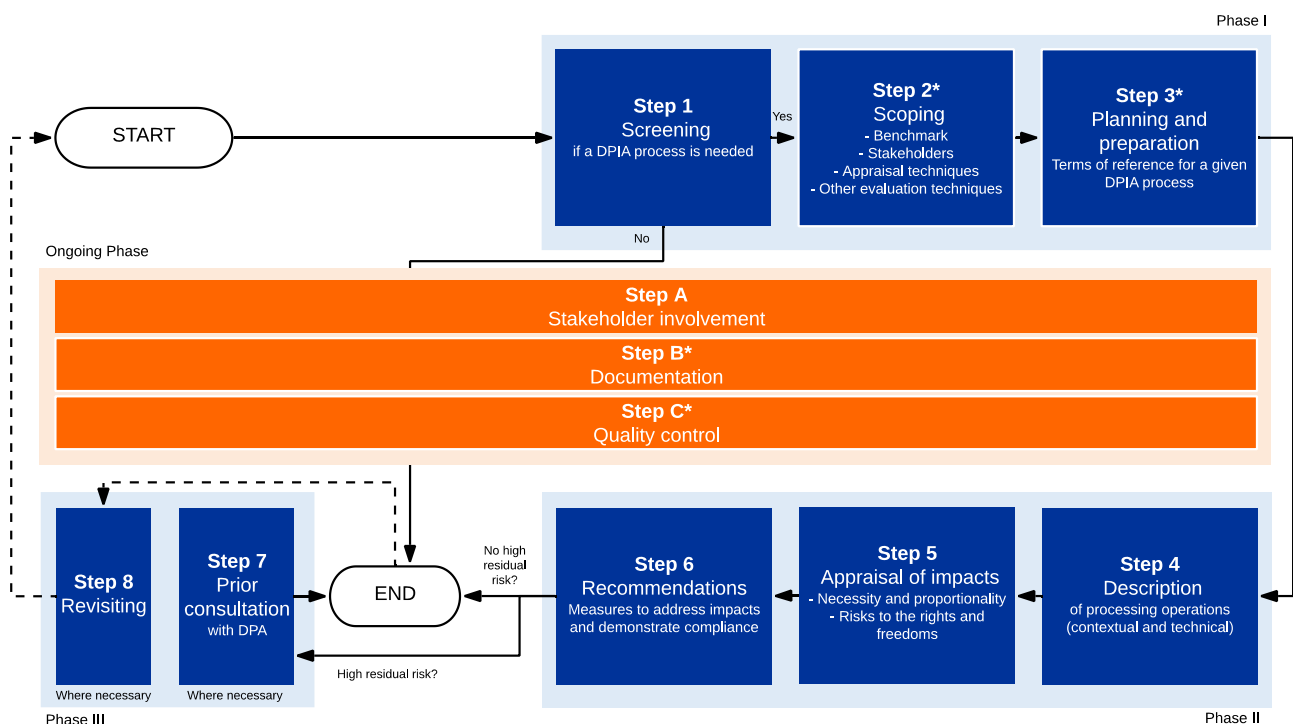 Phase I
START
Step 1
Screening
if a DPIA process is needed
Yes
Step 2*
Scoping
- Benchmark
- Stakeholders
- Appraisal techniques
- Other evaluation techniques
Step 3*
Planning and
preparation
Terms of reference for a given
DPIA process
No
Ongoing Phase
Step A
Stakeholder involvement
Step B*
Documentation
Step C*
Quality control
Step 8
Revisiting
Where necessary
Step 7
Prior
consultation
with DPA
Where necessary
Phase III
END
No high
residual
risk?
High residual risk?
Step 6
Recommendations
Measures to address impacts
and demonstrate compliance
Step 5
Appraisal of impacts
- Necessity and proportionality
- Risks to the rights and
freedoms
Step 4
Description
of processing operations
(contextual and technical)
Phase II